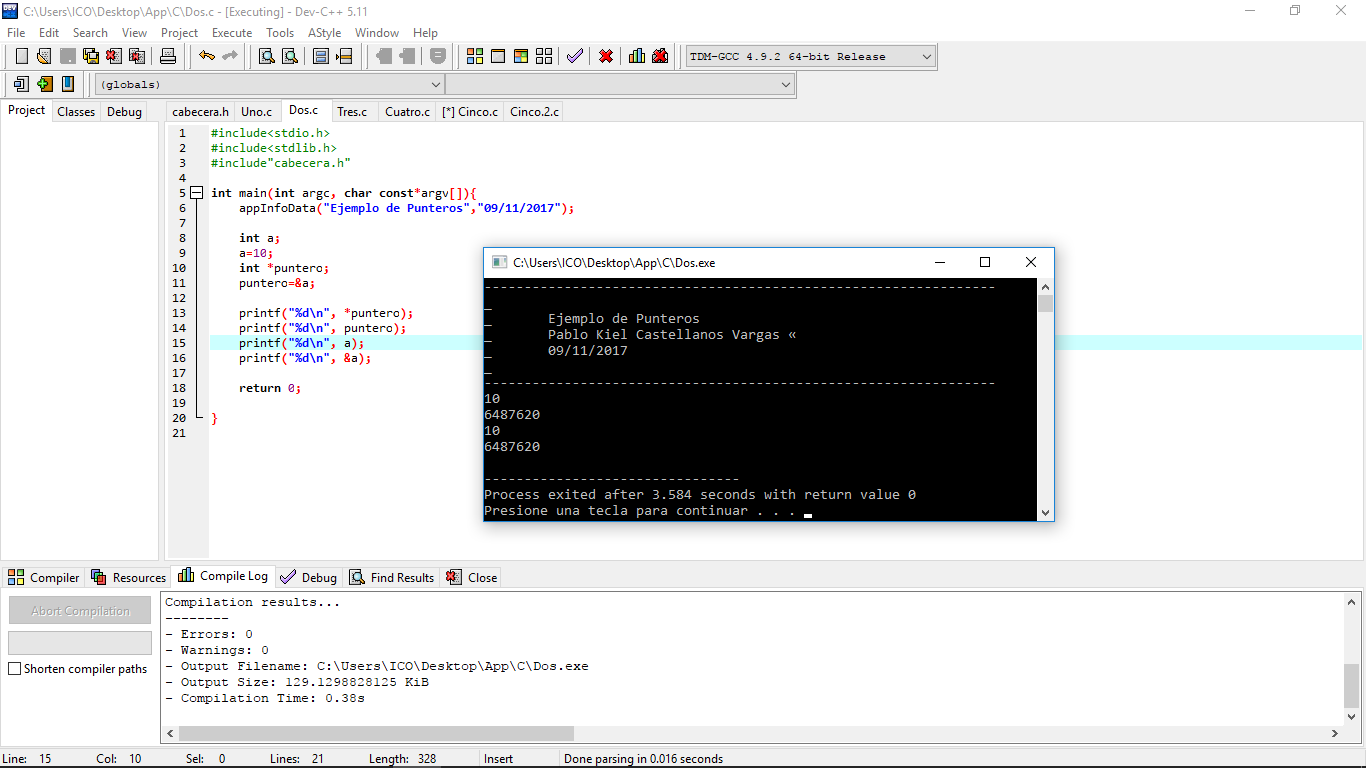 C:\Users\ICO\Desktop\App\C\Dos.c - [Executing] - Dev-C++ 5.11
File Edit Search View Project Execute Tools AStyle Window Help
TDM-GCC 4.9.2 64-bit Release
(globals)
Project Classes Debug
cabecera.h Uno.c Dos.c Tres.c Cuatro.c [*] Cinco.c Cinco.2.c
1 #include<stdio.h>
2 #include<stdlib.h>
3 #include"cabecera.h"
4
5 int main(int argc, char const*argv[]){
6 appInfoData("Ejemplo de Punteros","09/11/2017");
7
8 int a;
9 a=10;
10 int *puntero;
11 puntero=&a;
12
13 printf("%d\n", *puntero);
14 printf("%d\n", puntero);
15 printf("%d\n", a);
16 printf("%d\n", &a);
17
18 return 0;
19
20 }
21
C:\Users\ICO\Desktop\App\C\Dos.exe
----------------------------------------------------------------
_
_ Ejemplo de Punteros
_ Pablo Kiel Castellanos Vargas «
_ 09/11/2017
_
----------------------------------------------------------------
10
6487620
10
6487620
--------------------------------
Process exited after 3.584 seconds with return value 0
Presione una tecla para continuar . . .
Compiler Resources Compile Log Debug Find Results Close
Abort Compilation
Shorten compiler paths
Compilation results...
--------
- Errors: 0
- Warnings: 0
- Output Filename: C:\Users\ICO\Desktop\App\C\Dos.exe
- Output Size: 129.1298828125 KiB
- Compilation Time: 0.38s
Line: 15 Col: 10 Sel: 0 Lines: 21 Length: 328 Insert Done parsing in 0.016 seconds